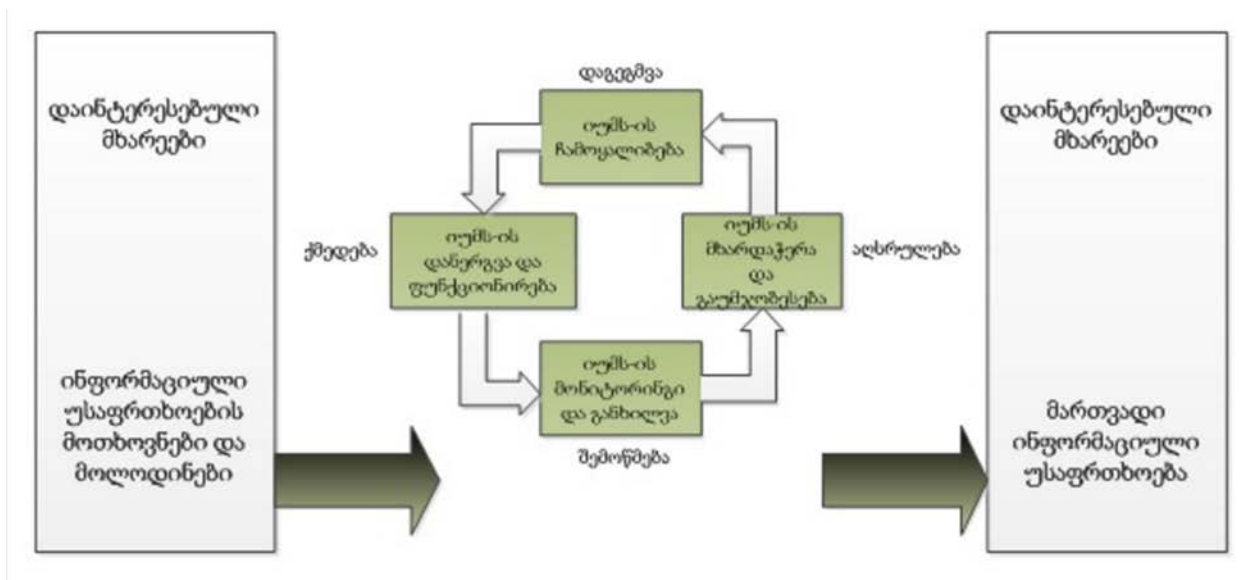 დაინტერესებული
მხარეები
ინფორმაციული
უსაფრთხოების
მოთხოვნები და
მოლოდინები
დაგეგმვა
იუმს-ის
ჩამოყალიბება
ქმედება
იუმს-ის
დანერგვა და
ფუნქციონირება
იუმს-ის
მხარდაჭერა
და
გაუმჯობესება
აღსრულება
იუმს-ის
მონიტორინგი
და განხილვა
შემოწმება
დაინტერესებული
მხარეები
მართვადი
ინფორმაციული
უსაფრთხოება